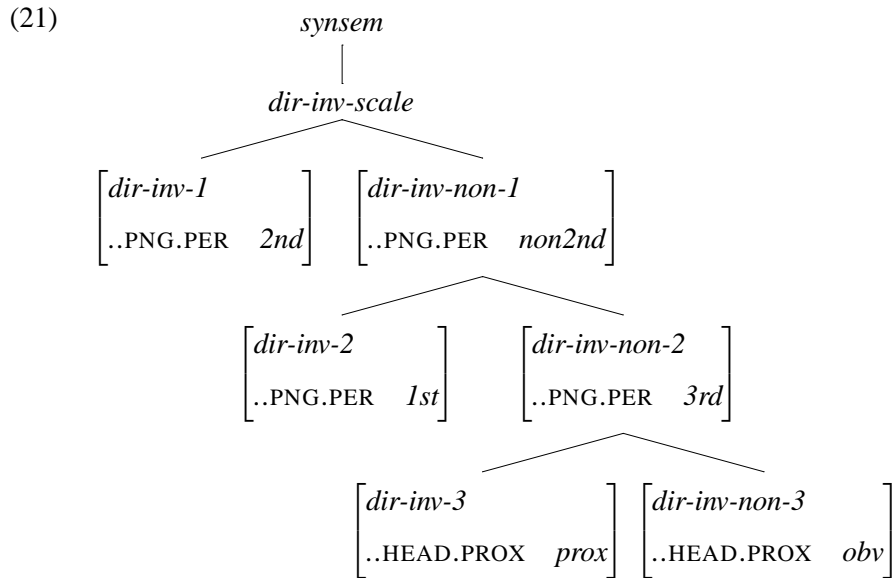 (21)
synsem
dir-inv-scale
dir-inv-1 dir-inv-non-1
..PNG.PER 2nd ..PNG.PER non2nd
dir-inv-2 dir-inv-non-2
..PNG.PER 1st ..PNG.PER 3rd
dir-inv-3 dir-inv-non-3
..HEAD.PROX prox ..HEAD.PROX obv